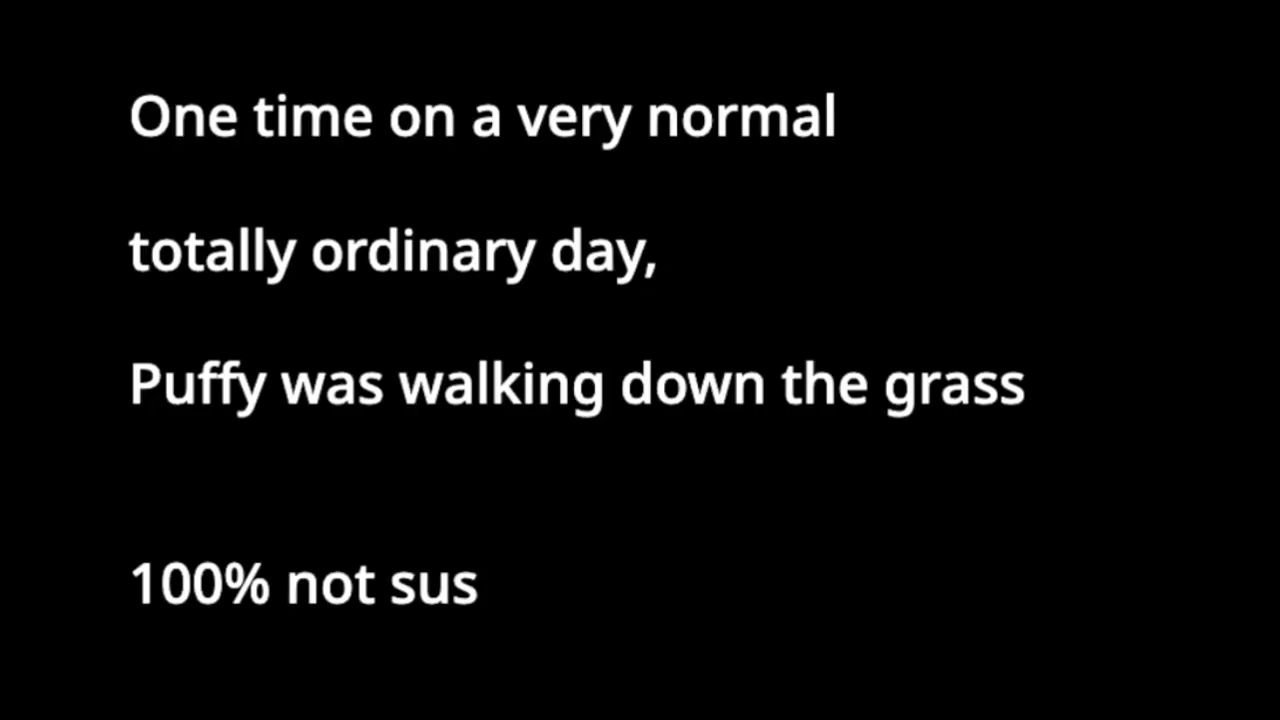 One time on a very normal
totally ordinary day,
Puffy was walking down the grass
100% not sus